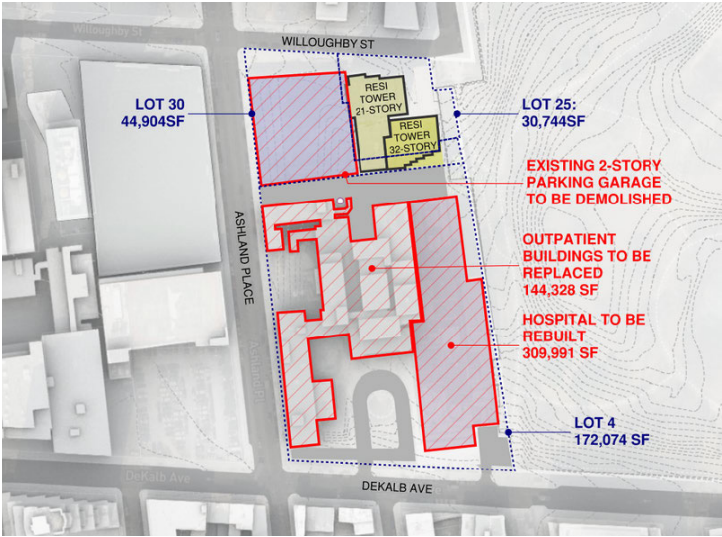 Willoughby St
WILLOUGHBY ST
LOT 30
44,904SF
RESI
TOWER
21-STORY
RESI
TOWER
32-STORY
LOT 25:
30,744SF
EXISTING 2-STORY
PARKING GARAGE
TO BE DEMOLISHED
ASHLAND PLACE
OUTPATIENT
BUILDINGS TO BE
REPLACED
144,328 SF
HOSPITAL TO BE
REBUILT
309,991 SF
Ashland Pl
LOT 4
172,074 SF
DeKalb Ave
DEKALB AVE